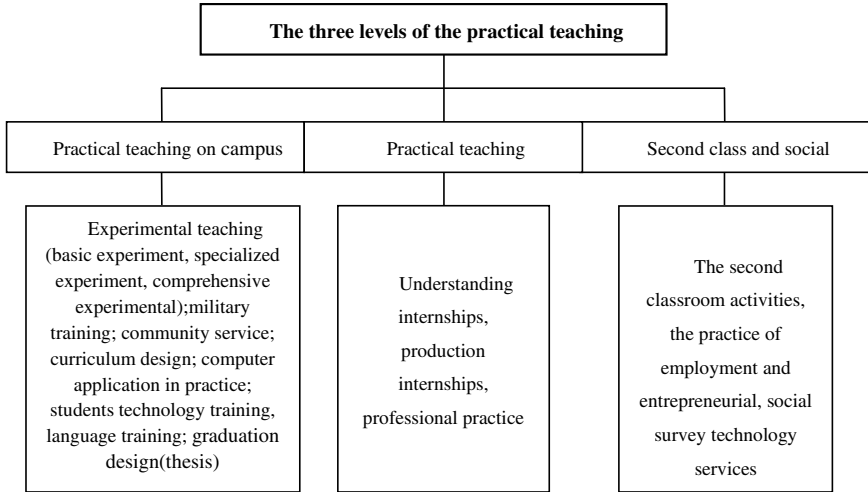 The three levels of the practical teaching
Practical teaching on campus
Practical teaching
Second class and social
Experimental teaching
(basic experiment, specialized
experiment, comprehensive
experimental);military
training; community service;
curriculum design; computer
application in practice;
students technology training,
language training; graduation
design(thesis)
Understanding
internships,
production
internships,
professional practice
The second
classroom activities,
the practice of
employment and
entrepreneurial, social
survey technology
services